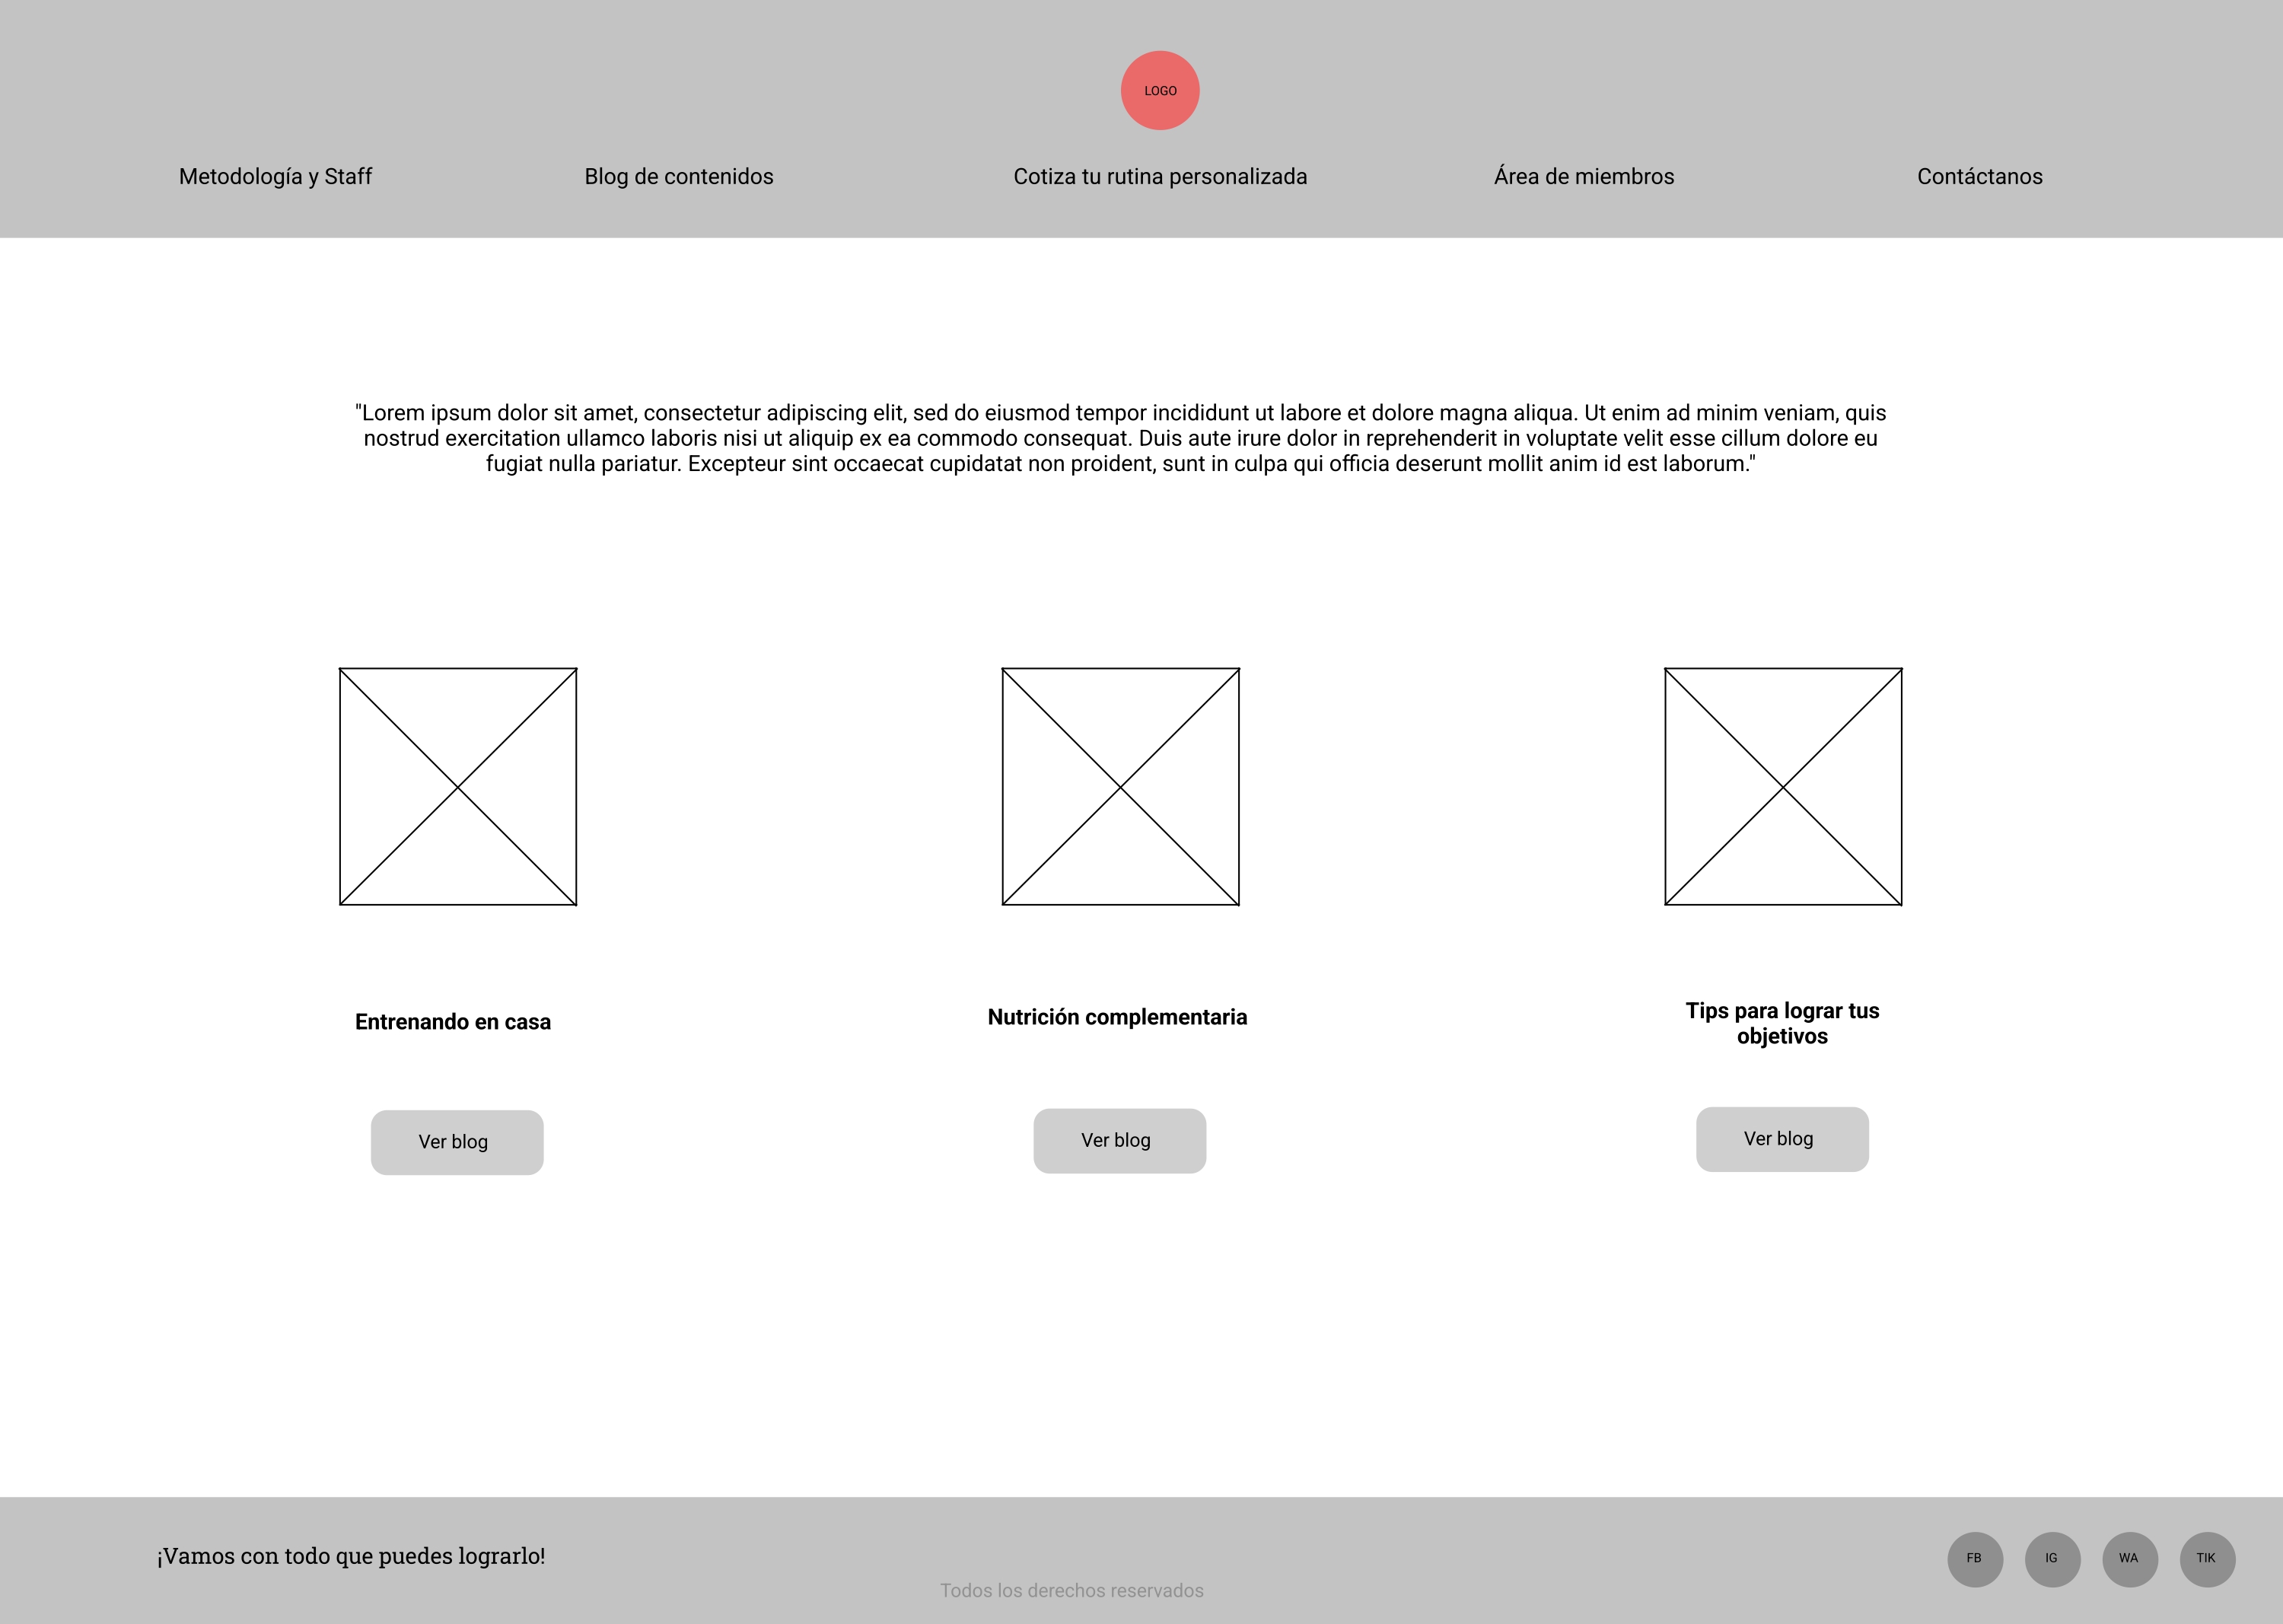 LOGO
Metodología y Staff
Blog de contenidos
Cotiza tu rutina personalizada
Área de miembros
Contáctanos
"Lorem ipsum dolor sit amet, consectetur adipiscing elit, sed do eiusmod tempor incididunt ut labore et dolore magna aliqua. Ut enim ad minim veniam, quis
nostrud exercitation ullamco laboris nisi ut aliquip ex ea commodo consequat. Duis aute irure dolor in reprehenderit in voluptate velit esse cillum dolore eu
fugiat nulla pariatur. Excepteur sint occaecat cupidatat non proident, sunt in culpa qui officia deserunt mollit anim id est laborum."
Entrenando en casa
Ver blog
Nutrición complementaria
Ver blog
Tips para lograr tus
objetivos
Ver blog
¡Vamos con todo que puedes lograrlo!
Todos los derechos reservados
FB
IG
WA
TIK